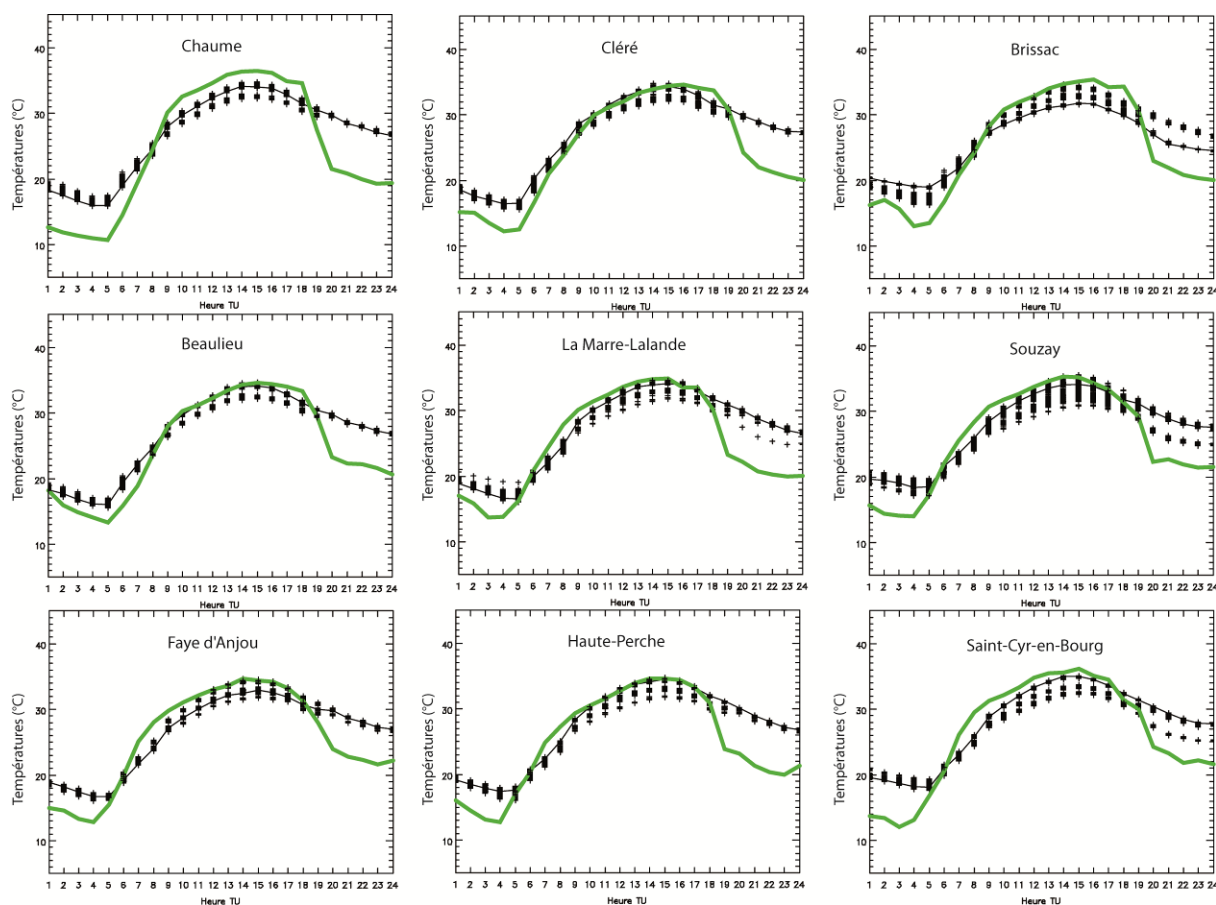 Chaume
Températures (°C)
40
30
20
10
1 2 3 4 5 6 7 8 9 10 11 12 13 14 15 16 17 18 19 20 21 22 23 24
Heure TU
Cléré
Températures (°C)
40
30
20
10
1 2 3 4 5 6 7 8 9 10 11 12 13 14 15 16 17 18 19 20 21 22 23 24
Heure TU
Brissac
Températures (°C)
40
30
20
10
1 2 3 4 5 6 7 8 9 10 11 12 13 14 15 16 17 18 19 20 21 22 23 24
Heure TU
Beaulieu
Températures (°C)
40
30
20
10
1 2 3 4 5 6 7 8 9 10 11 12 13 14 15 16 17 18 19 20 21 22 23 24
Heure TU
La Marre-Lalande
Températures (°C)
40
30
20
10
1 2 3 4 5 6 7 8 9 10 11 12 13 14 15 16 17 18 19 20 21 22 23 24
Heure TU
Souzay
Températures (°C)
40
30
20
10
1 2 3 4 5 6 7 8 9 10 11 12 13 14 15 16 17 18 19 20 21 22 23 24
Heure TU
Faye d'Anjou
Températures (°C)
40
30
20
10
1 2 3 4 5 6 7 8 9 10 11 12 13 14 15 16 17 18 19 20 21 22 23 24
Heure TU
Haute-Perche
Températures (°C)
40
30
20
10
1 2 3 4 5 6 7 8 9 10 11 12 13 14 15 16 17 18 19 20 21 22 23 24
Heure TU
Saint-Cyr-en-Bourg
Températures (°C)
40
30
20
10
1 2 3 4 5 6 7 8 9 10 11 12 13 14 15 16 17 18 19 20 21 22 23 24
Heure TU